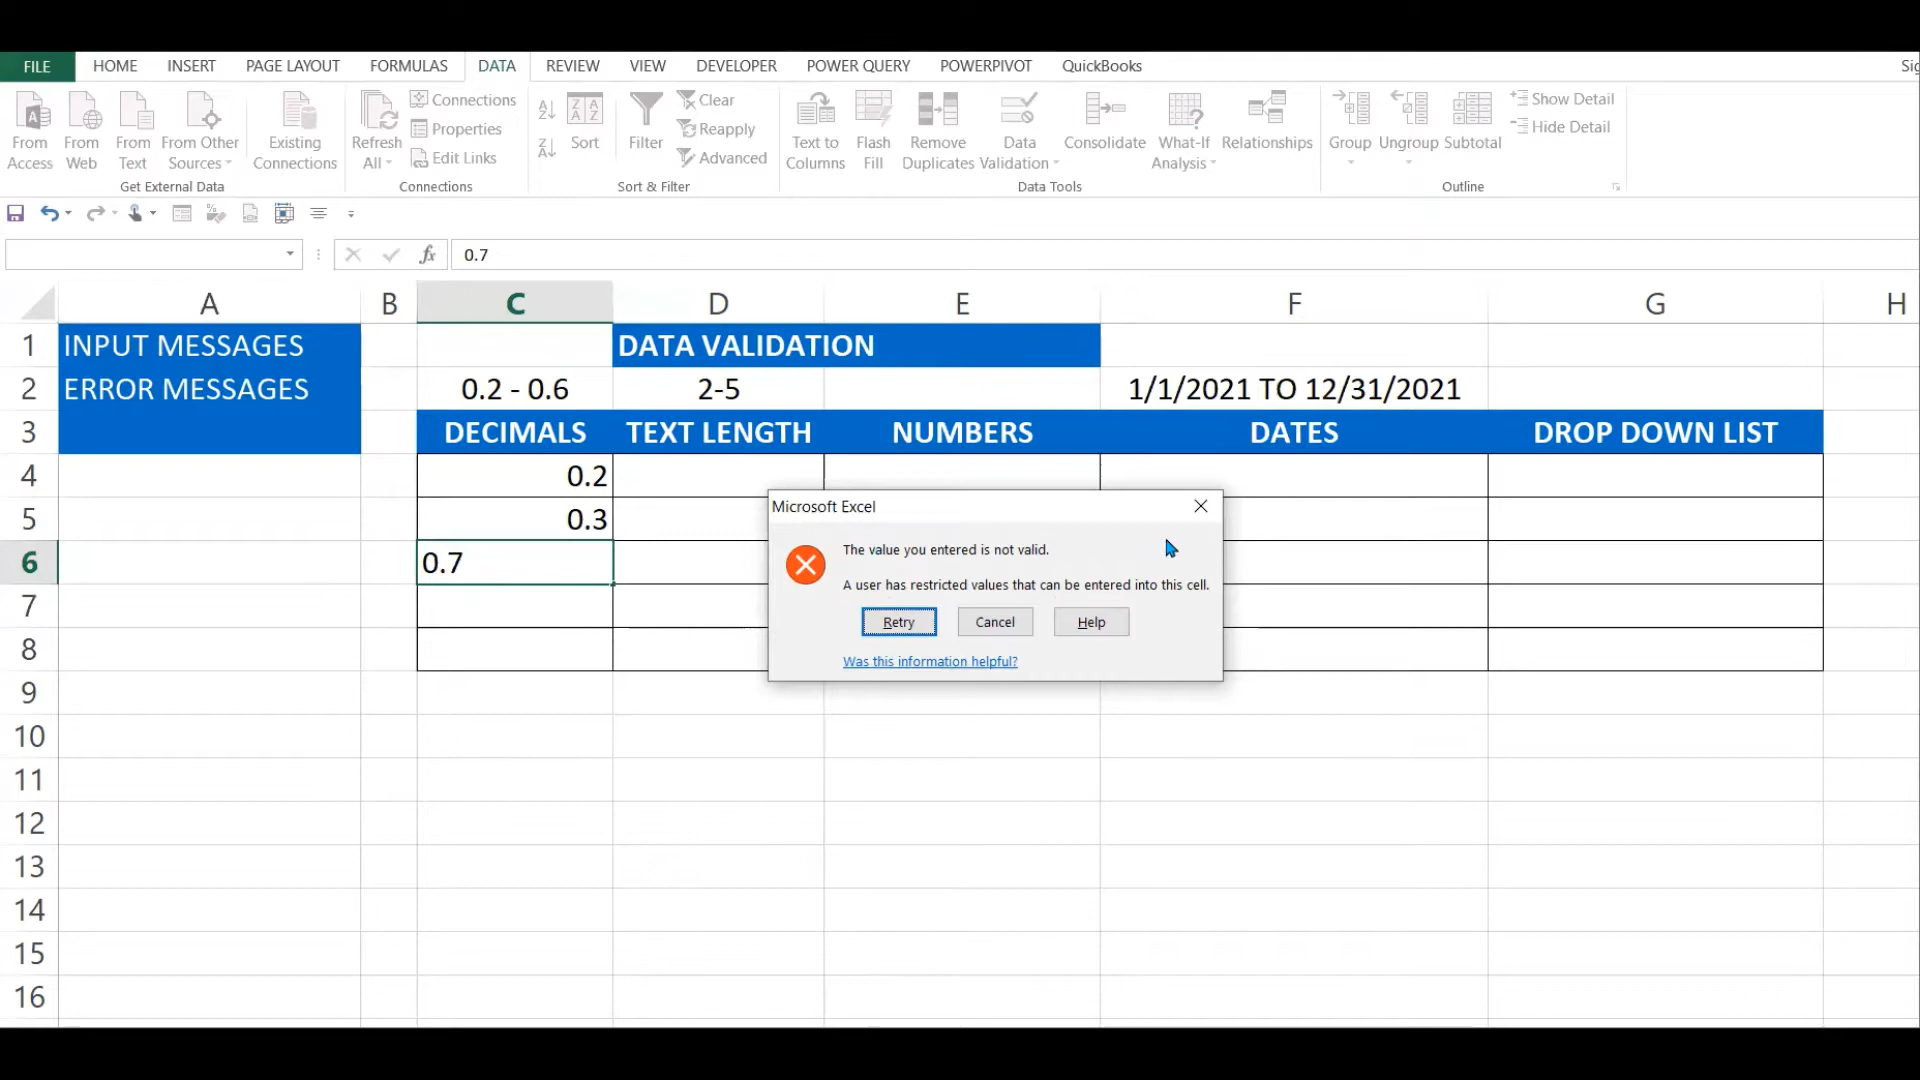 FILE HOME INSERT PAGE LAYOUT FORMULAS DATA REVIEW VIEW DEVELOPER POWER QUERY POWERPIVOT QuickBooks
From Access
From Web
From Text
From Other Sources
Existing Connections
Get External Data
Refresh All
Connections
Properties
Edit Links
Connections
Sort
Filter
Clear
Reapply
Advanced
Sort & Filter
Text to Columns
Flash Fill
Remove Duplicates
Data Validation
Consolidate
What-If Analysis
Relationships
Data Tools
Group
Ungroup
Subtotal
Show Detail
Hide Detail
Outline
fx 0.7
A B C D E F G H
1 INPUT MESSAGES DATA VALIDATION
2 ERROR MESSAGES 0.2 - 0.6 2-5 1/1/2021 TO 12/31/2021
3 DECIMALS TEXT LENGTH NUMBERS DATES DROP DOWN LIST
4 0.2
5 0.3
6 0.7
7
8
9
10
11
12
13
14
15
16
Microsoft Excel
The value you entered is not valid.
A user has restricted values that can be entered into this cell.
Retry Cancel Help
Was this information helpful?